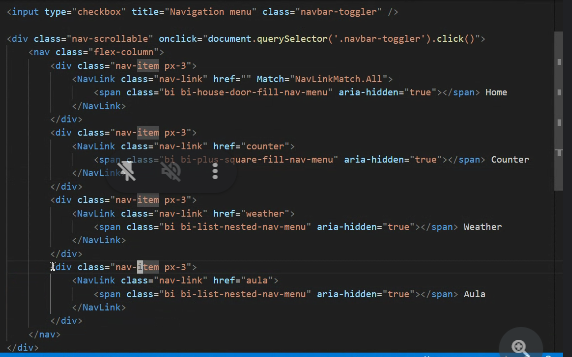 <input type="checkbox" title="Navigation menu" class="navbar-toggler" />
<div class="nav-scrollable" onclick="document.querySelector('.navbar-toggler').click()">
<nav class="flex-column">
<div class="nav-item px-3">
<NavLink class="nav-link" href="" Match="NavLinkMatch.All">
<span class="bi bi-house-door-fill-nav-menu" aria-hidden="true"></span> Home
</NavLink>
</div>
<div class="nav-item px-3">
<NavLink class="nav-link" href="counter">
<span class="bi bi-plus-square-fill-nav-menu" aria-hidden="true"></span> Counter
</NavLink>
</div>
<div class="nav-item px-3">
<NavLink class="nav-link" href="weather">
<span class="bi bi-list-nested-nav-menu" aria-hidden="true"></span> Weather
</NavLink>
</div>
<div class="nav-item px-3">
<NavLink class="nav-link" href="aula">
<span class="bi bi-list-nested-nav-menu" aria-hidden="true"></span> Aula
</NavLink>
</div>
</nav>
</div>